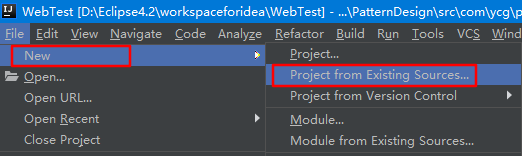 WebTest [D:\Eclipse4.2\workspaceforidea\WebTest] - ...\PatternDesign\src\com\ycg\p
File Edit View Navigate Code Analyze Refactor Build Run Tools VCS Wind
New
Open...
Open URL...
Open Recent
Close Project
Project...
Project from Existing Sources...
Project from Version Control
Module...
Module from Existing Sources...